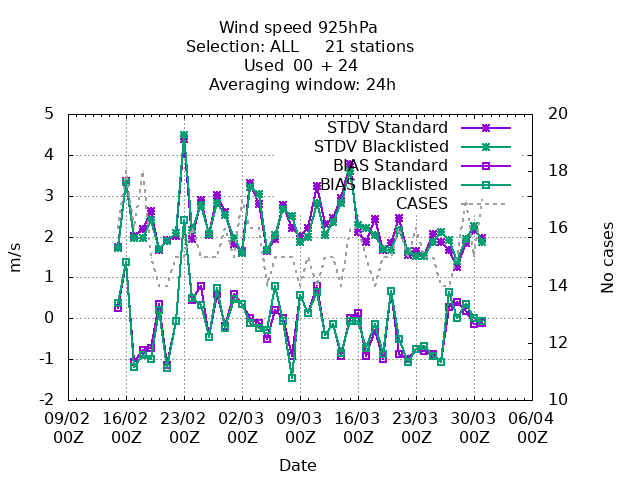 Wind speed 925hPa
Selection: ALL 21 stations
Used 00 + 24
Averaging window: 24h
STDV Standard
STDV Blacklisted
BIAS Standard
BIAS Blacklisted
CASES
5
4
3
2
1
0
-1
-2
m/s
20
18
16
14
12
10
No cases
09/02 16/02 23/02 02/03 09/03 16/03 23/03 30/03 06/04
00Z 00Z 00Z 00Z 00Z 00Z 00Z 00Z 00Z
Date